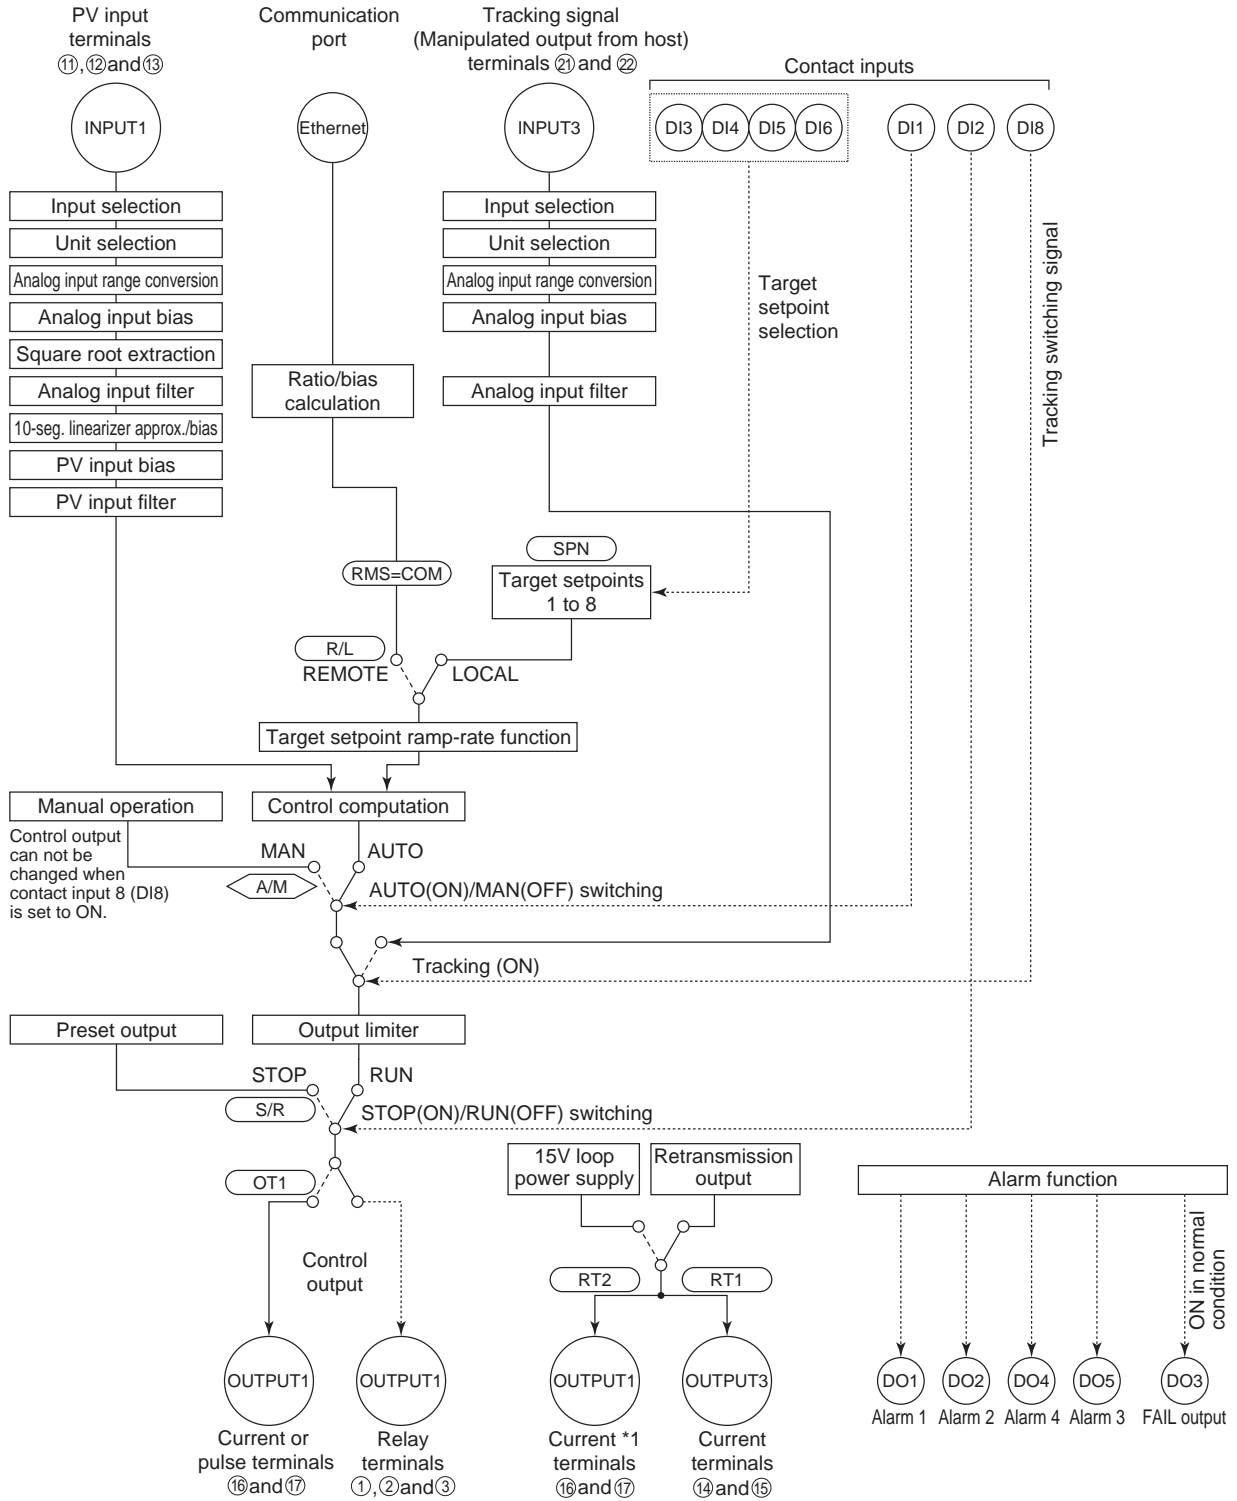 PV input
terminals
⑪,⑫and⑬
Communication
port
Tracking signal
(Manipulated output from host)
terminals ㉑ and ㉒
Contact inputs
INPUT1
Ethernet
INPUT3
DI3
DI4
DI5
DI6
DI1
DI2
DI8
Input selection
Unit selection
Analog input range conversion
Analog input bias
Square root extraction
Analog input filter
10-seg. linearizer approx./bias
PV input bias
PV input filter
Ratio/bias
calculation
Input selection
Unit selection
Analog input range conversion
Analog input bias
Analog input filter
Target
setpoint
selection
Tracking switching signal
RMS=COM
SPN
Target setpoints
1 to 8
R/L
REMOTE
LOCAL
Target setpoint ramp-rate function
Manual operation
Control computation
Control output
can not be
changed when
contact input 8 (DI8)
is set to ON.
MAN
AUTO
A/M
AUTO(ON)/MAN(OFF) switching
Tracking (ON)
Preset output
Output limiter
STOP
RUN
S/R
STOP(ON)/RUN(OFF) switching
OT1
Control
output
15V loop
power supply
Retransmission
output
RT2
RT1
Alarm function
ON in normal
condition
OUTPUT1
OUTPUT1
OUTPUT1
OUTPUT3
DO1
DO2
DO4
DO5
DO3
Alarm 1
Alarm 2
Alarm 4
Alarm 3
FAIL output
Current or
pulse terminals
⑯and⑰
Relay
terminals
①,②and③
Current *1
terminals
⑯and⑰
Current
terminals
⑭and⑮